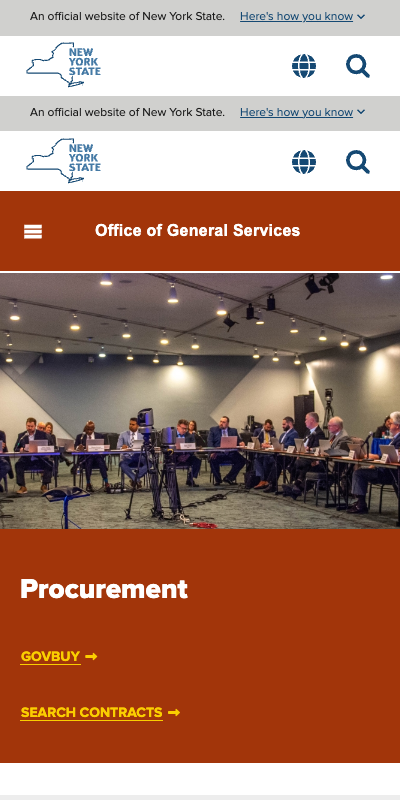 An official website of New York State. Here's how you know
NEW
YORK
STATE
An official website of New York State. Here's how you know
NEW
YORK
STATE
Office of General Services
Procurement
GOVBUY
SEARCH CONTRACTS